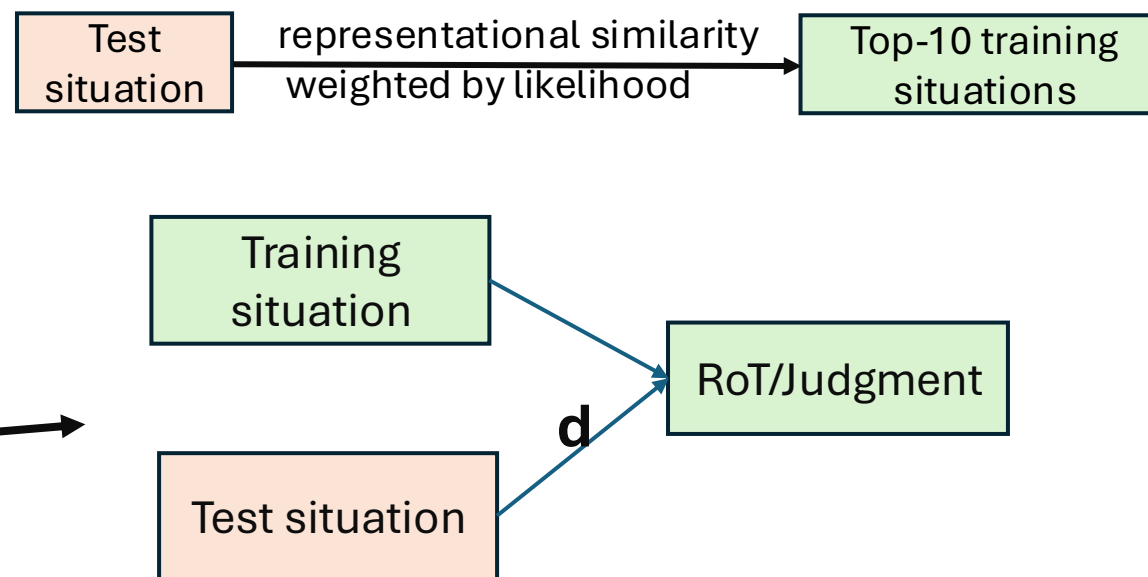 Test
situation
representational similarity
weighted by likelihood
Top-10 training
situations
Training
situation
RoT/Judgment
d
Test situation